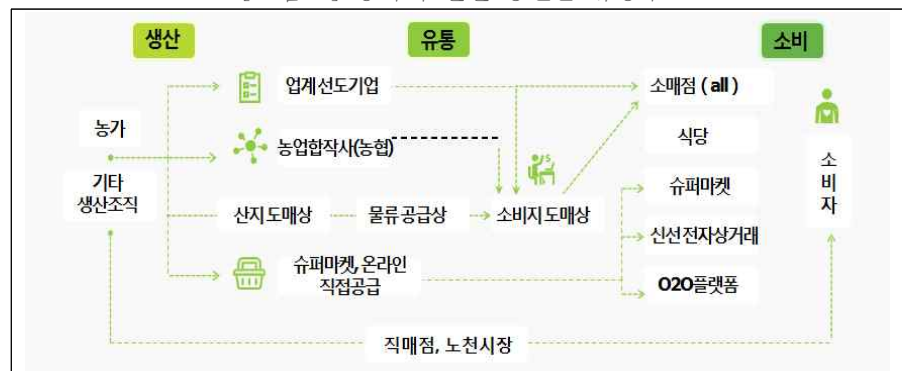 생산
유통
소비
업계선도기업
소매점 ( all )
농가
농업합작사(농협)
식당
기타
생산조직
소비자
슈퍼마켓
산지도매상
물류 공급상
소비지 도매상
신선 전자상거래
슈퍼마켓, 온라인
직접공급
O2O플랫폼
직매점, 노천시장